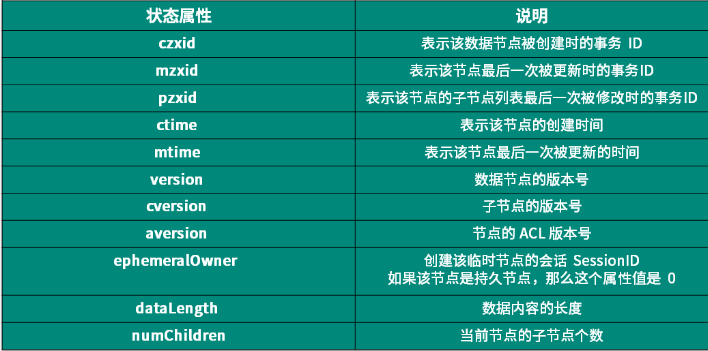 状态属性 说明
czxid 表示该数据节点被创建时的事务 ID
mzxid 表示该节点最后一次被更新时的事务ID
pzxid 表示该节点的子节点列表最后一次被修改时的事务ID
ctime 表示该节点的创建时间
mtime 表示该节点最后一次被更新的时间
version 数据节点的版本号
cversion 子节点的版本号
aversion 节点的 ACL 版本号
ephemeralOwner 创建该临时节点的会话 SessionID
如果该节点是持久节点，那么这个属性值是 0
dataLength 数据内容的长度
numChildren 当前节点的子节点个数